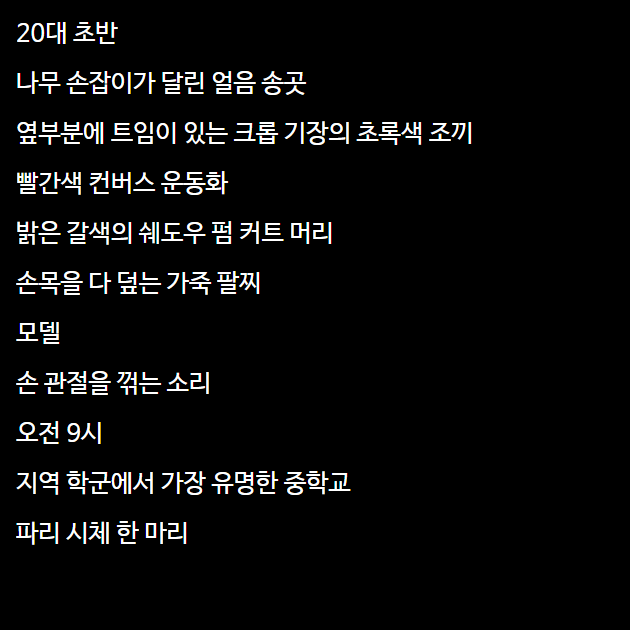 20대 초반
나무 손잡이가 달린 얼음 송곳
옆부분에 트임이 있는 크롭 기장의 초록색 조끼
빨간색 컨버스 운동화
밝은 갈색의 쉐도우 펌 커트 머리
손목을 다 덮는 가죽 팔찌
모델
손 관절을 꺾는 소리
오전 9시
지역 학군에서 가장 유명한 중학교
파리 시체 한 마리